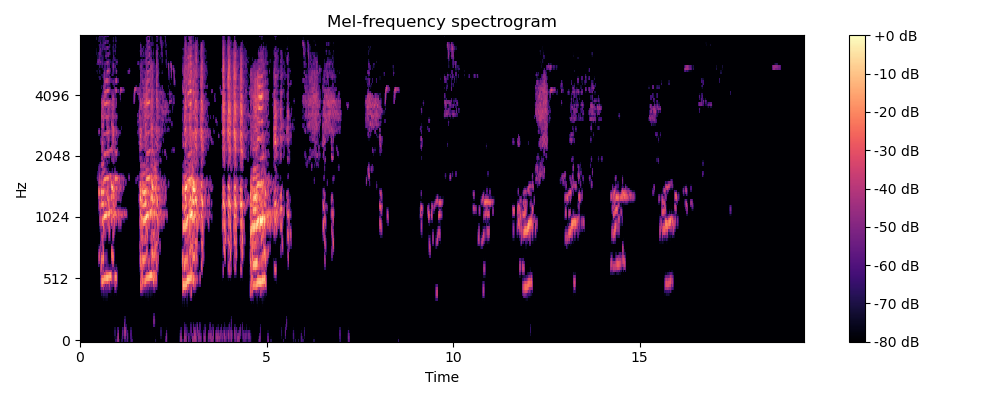 Mel-frequency spectrogram
+0 dB
-10 dB
-20 dB
-30 dB
-40 dB
-50 dB
-60 dB
-70 dB
-80 dB
Hz
4096
2048
1024
512
0
0 5 10 15
Time